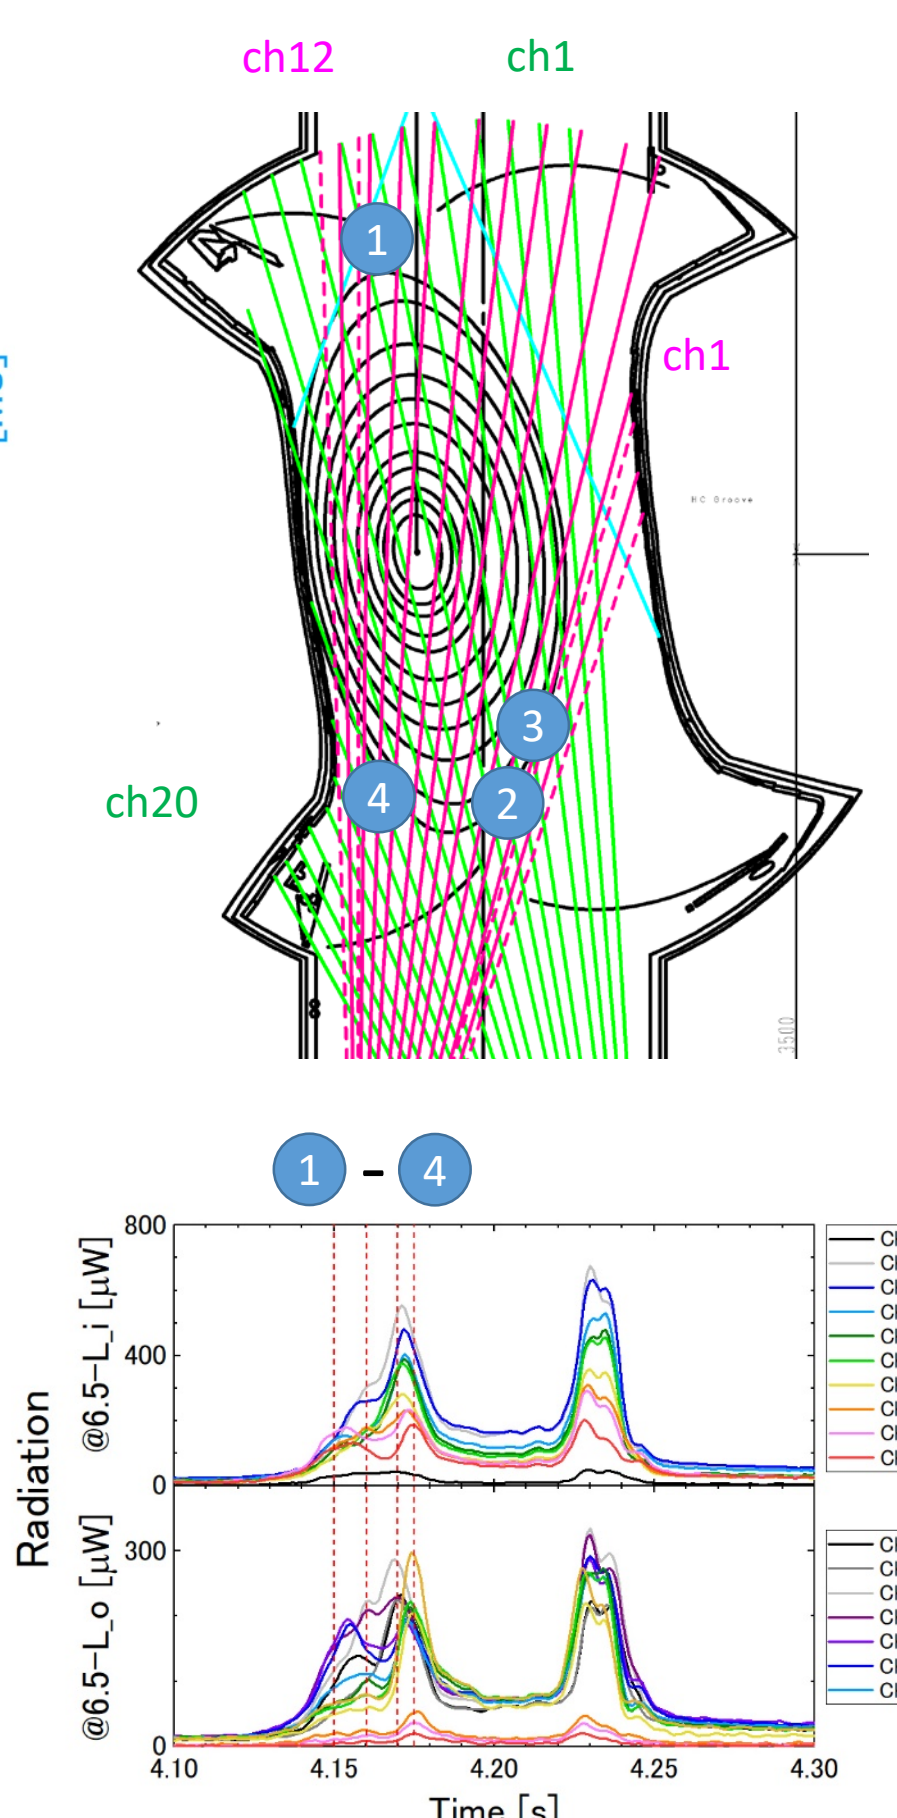 ch12
ch1
1
ch1
HC Groove
3
4
2
ch20
3500
1 - 4
800
400
0
@6.5−L_i [μW]
Radiation
300
0
@6.5−L_o [μW]
4.10
4.15
4.20
4.25
4.30
Time [s]